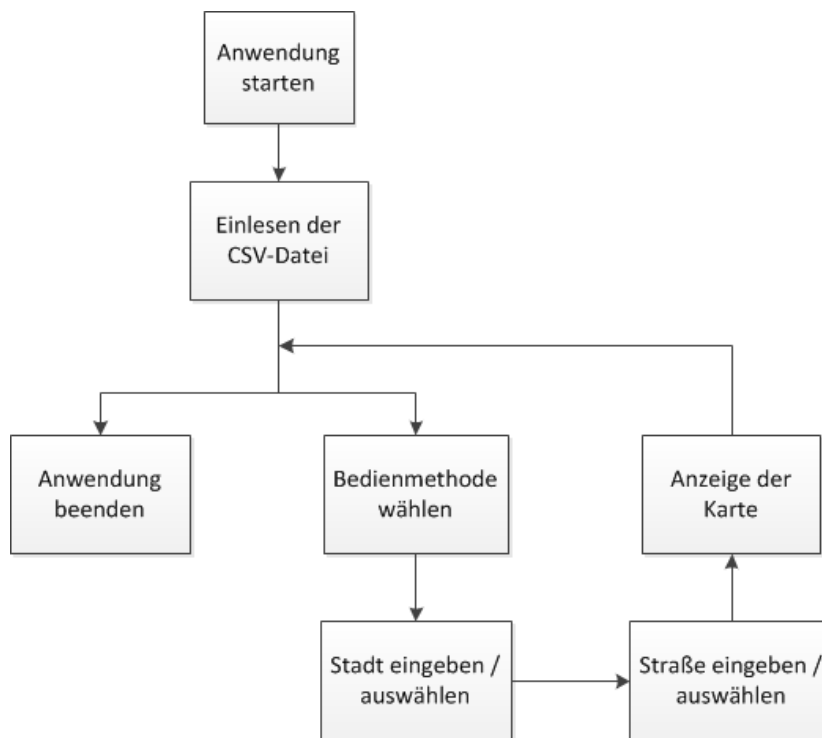 Anwendung
starten
Einlesen der
CSV-Datei
Anwendung
beenden
Bedienmethode
wählen
Anzeige der
Karte
Stadt eingeben /
auswählen
Straße eingeben /
auswählen